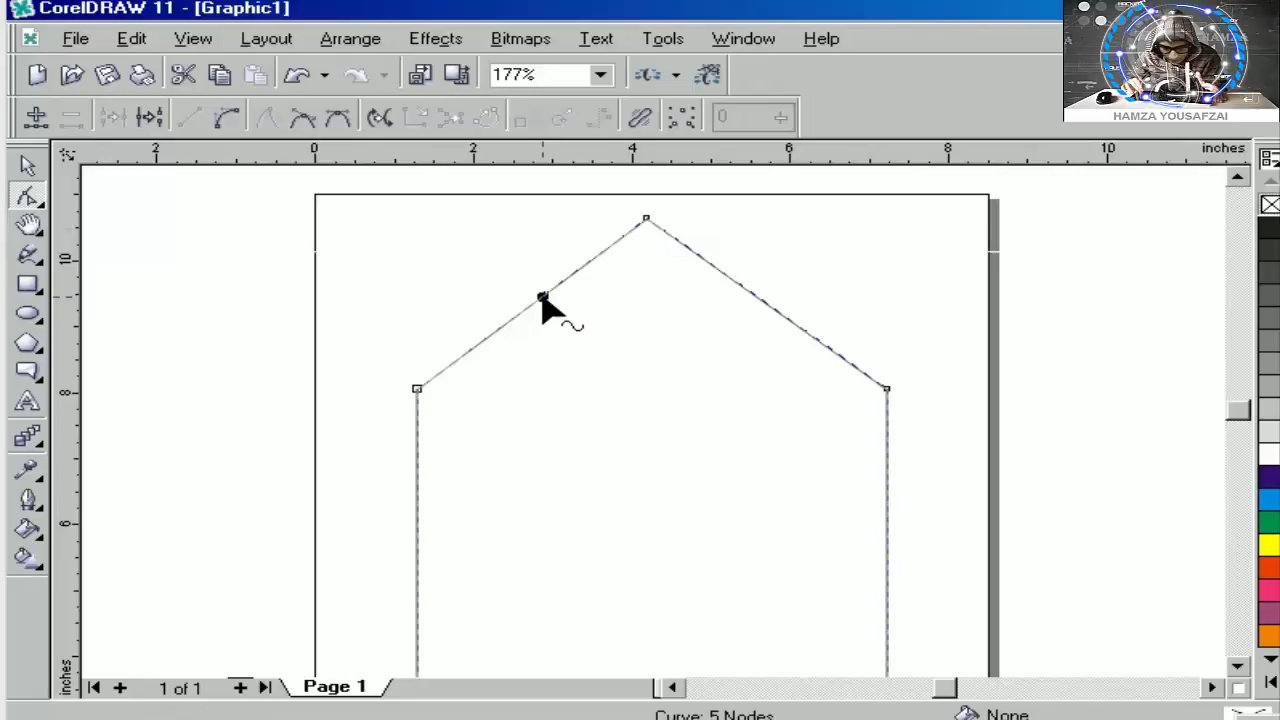 CorelDRAW 11 - [Graphic1]
File Edit View Layout Arrange Effects Bitmaps Text Tools Window Help
177%
0
HAMZA YOUSAFZAI
2 0 2 4 6 8 10 inches
10
8
6
inches
1 of 1 Page 1
Curve: 5 Nodes None